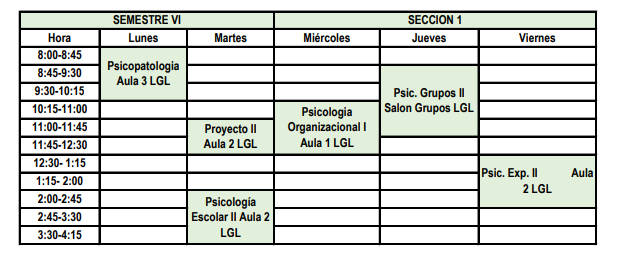 SEMESTRE VI SECCION 1
Hora Lunes Martes Miércoles Jueves Viernes
8:00-8:45
8:45-9:30
9:30-10:15
10:15-11:00
11:00-11:45
11:45-12:30
12:30- 1:15
1:15- 2:00
2:00-2:45
2:45-3:30
3:30-4:15
Psicopatologia
Aula 3 LGL
Proyecto II
Aula 2 LGL
Psicología
Escolar II Aula 2
LGL
Psicologia
Organizacional I
Aula 1 LGL
Psic. Grupos II
Salon Grupos LGL
Psic. Exp. II Aula
2 LGL